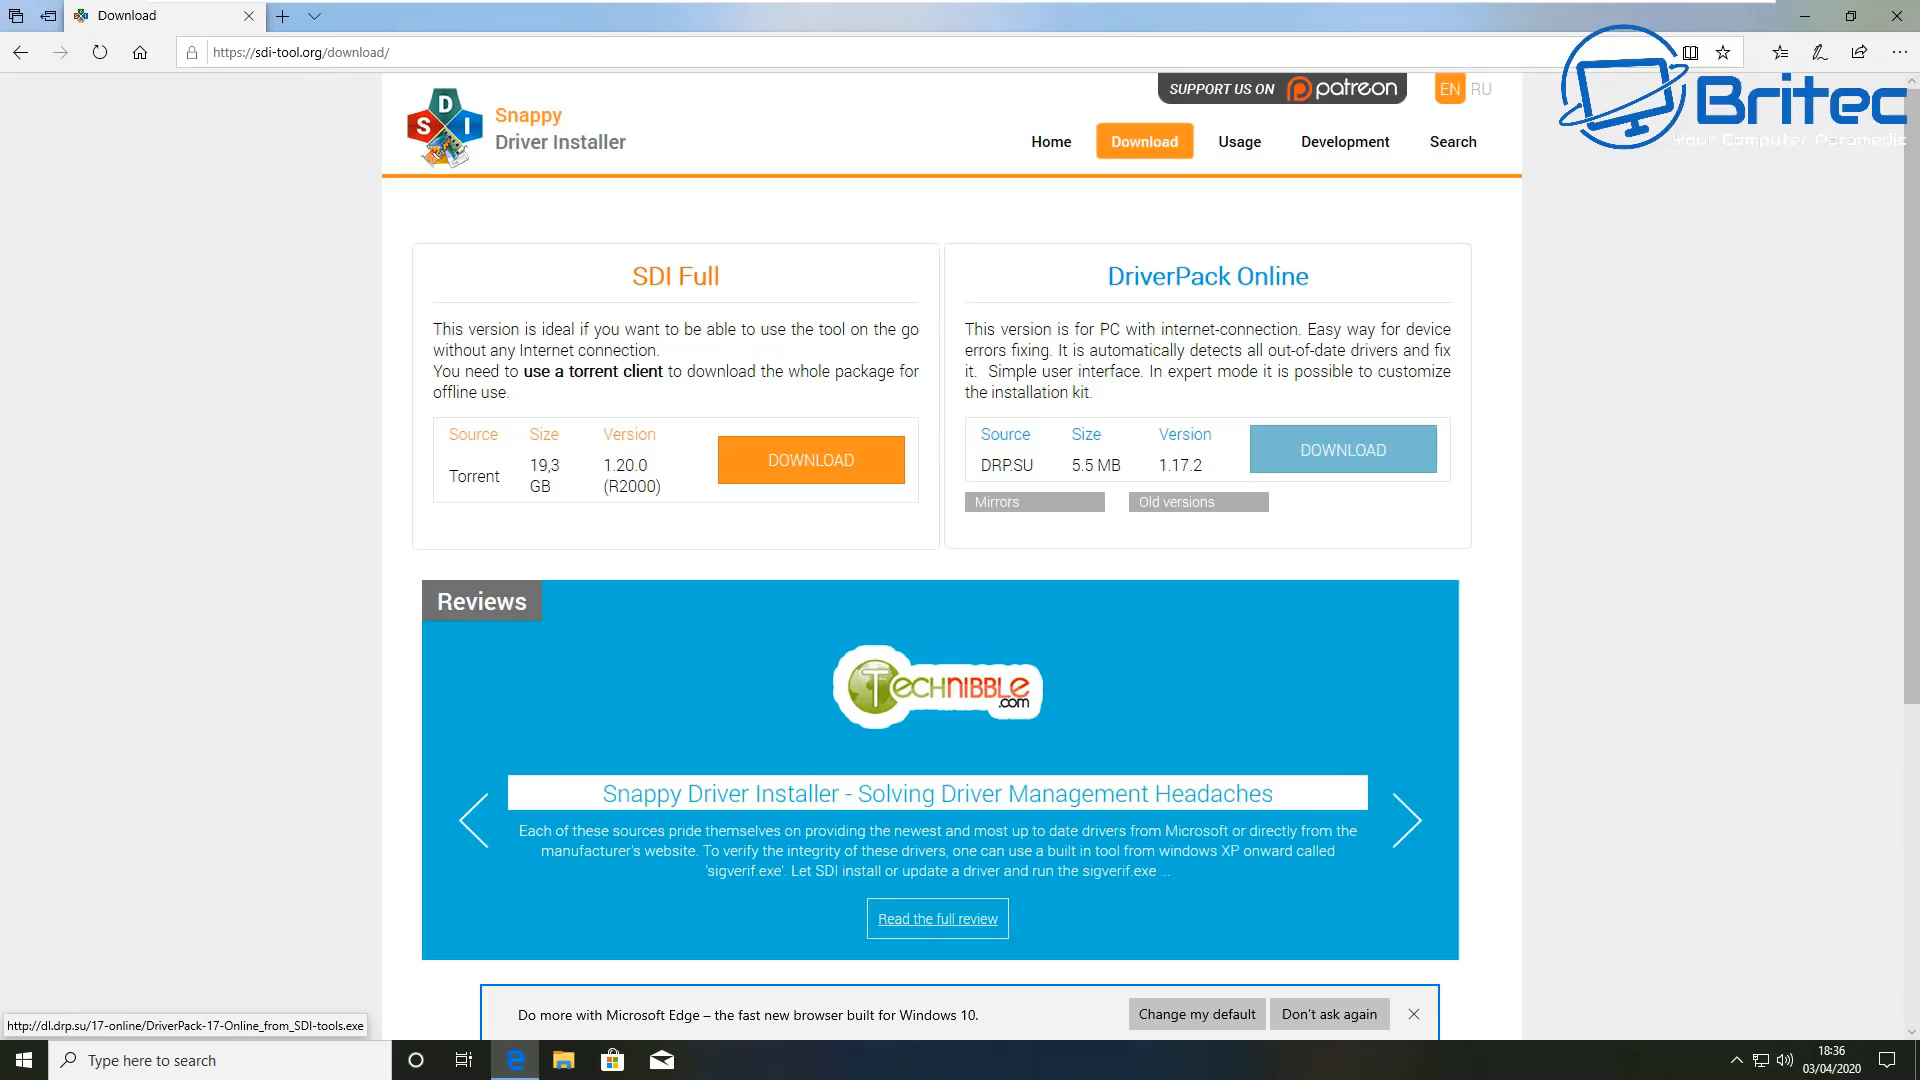 Download
https://sdi-tool.org/download/
SUPPORT US ON patreon
EN RU
Britec
Your Computer Paramedic
S D I
Snappy
Driver Installer
Home Download Usage Development Search
SDI Full
This version is ideal if you want to be able to use the tool on the go
without any Internet connection.
You need to use a torrent client to download the whole package for
offline use.
Source Size Version
Torrent 19,3 GB 1.20.0 (R2000)
DOWNLOAD
DriverPack Online
This version is for PC with internet-connection. Easy way for device
errors fixing. It is automatically detects all out-of-date drivers and fix
it. Simple user interface. In expert mode it is possible to customize
the installation kit.
Source Size Version
DRP.SU 5.5 MB 1.17.2
DOWNLOAD
Mirrors Old versions
Reviews
TECHNIBBLE
.com
Snappy Driver Installer - Solving Driver Management Headaches
Each of these sources pride themselves on providing the newest and most up to date drivers from Microsoft or directly from the
manufacturer's website. To verify the integrity of these drivers, one can use a built in tool from windows XP onward called
'sigverif.exe'. Let SDI install or update a driver and run the sigverif.exe ...
Read the full review
Do more with Microsoft Edge – the fast new browser built for Windows 10.
Change my default Don't ask again
http://dl.drp.su/17-online/DriverPack-17-Online_from_SDI-tools.exe
Type here to search
18:36
03/04/2020